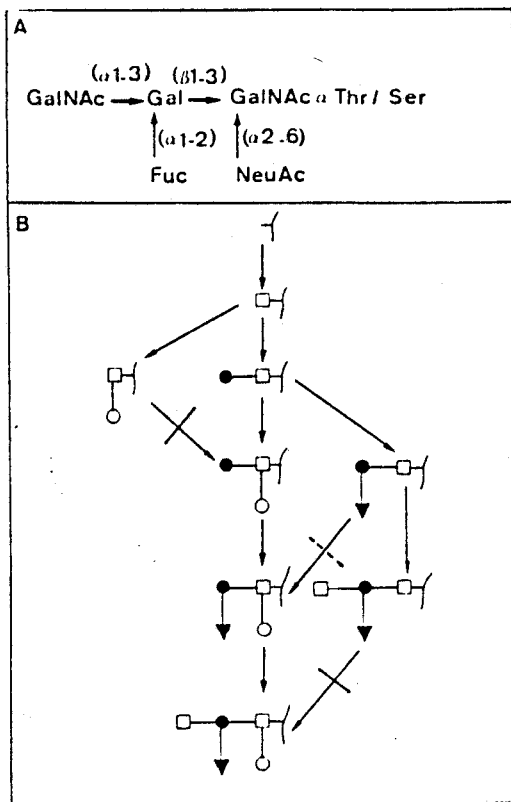 A
(α1-3) (β1-3)
GalNAc Gal GalNAc α Thr/ Ser
(α1-2) (α2-6)
Fuc NeuAc
B